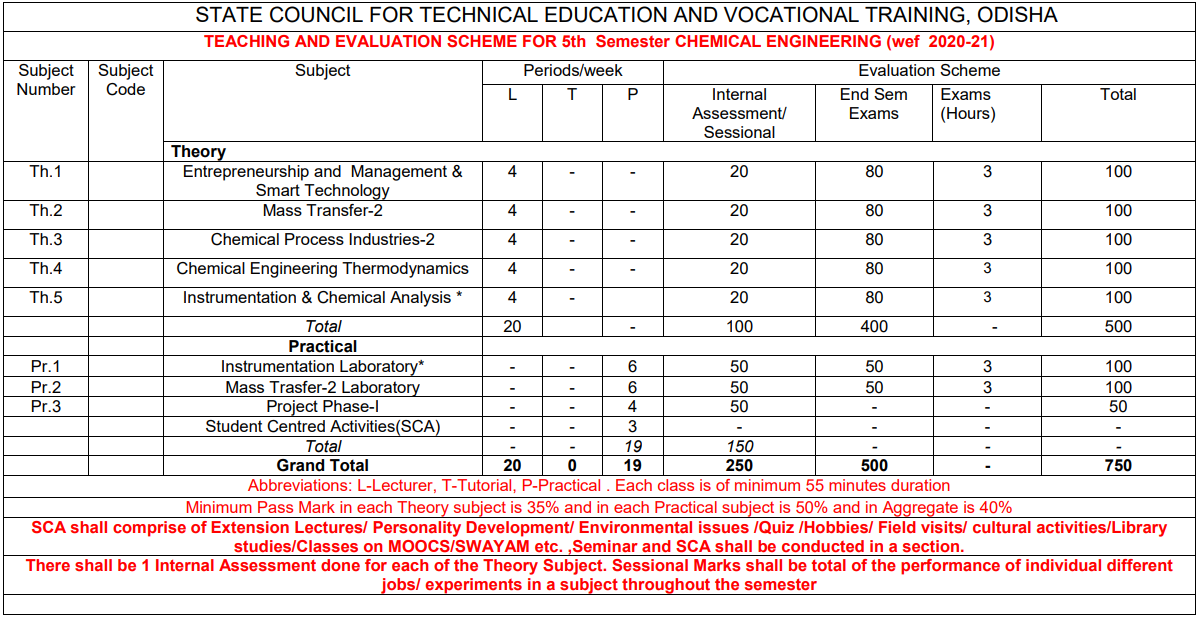 STATE COUNCIL FOR TECHNICAL EDUCATION AND VOCATIONAL TRAINING, ODISHA
TEACHING AND EVALUATION SCHEME FOR 5th Semester CHEMICAL ENGINEERING (wef 2020-21)
Subject Number Subject Code Subject Periods/week Evaluation Scheme
L T P Internal Assessment/ Sessional End Sem Exams Exams (Hours) Total
Theory
Th.1 Entrepreneurship and Management & Smart Technology 4 - - 20 80 3 100
Th.2 Mass Transfer-2 4 - - 20 80 3 100
Th.3 Chemical Process Industries-2 4 - - 20 80 3 100
Th.4 Chemical Engineering Thermodynamics 4 - - 20 80 3 100
Th.5 Instrumentation & Chemical Analysis * 4 - 20 80 3 100
Total 20 - 100 400 - 500
Practical
Pr.1 Instrumentation Laboratory* - - 6 50 50 3 100
Pr.2 Mass Trasfer-2 Laboratory - - 6 50 50 3 100
Pr.3 Project Phase-I - - 4 50 - - 50
Student Centred Activities(SCA) - - 3 - - - -
Total - - 19 150 - - -
Grand Total 20 0 19 250 500 - 750
Abbreviations: L-Lecturer, T-Tutorial, P-Practical . Each class is of minimum 55 minutes duration
Minimum Pass Mark in each Theory subject is 35% and in each Practical subject is 50% and in Aggregate is 40%
SCA shall comprise of Extension Lectures/ Personality Development/ Environmental issues /Quiz /Hobbies/ Field visits/ cultural activities/Library
studies/Classes on MOOCS/SWAYAM etc. ,Seminar and SCA shall be conducted in a section.
There shall be 1 Internal Assessment done for each of the Theory Subject. Sessional Marks shall be total of the performance of individual different
jobs/ experiments in a subject throughout the semester